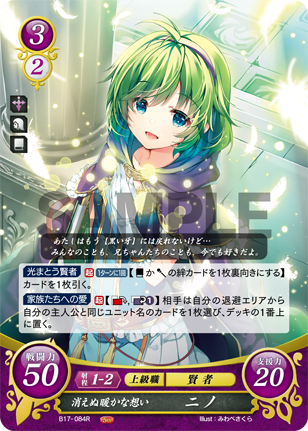 3
2
SAMPLE
あたしはもう【黒い牙】には戻れないけど…
みんなのことも、兄ちゃんたちのことも、今でも好きだよ。
光まとう賢者 起 1ターンに1回 [ か の絆カードを1枚裏向きにする]
カードを1枚引く。
家族たちへの愛 起 [ 、 1] 相手は自分の退避エリアから
自分の主人公と同じユニット名のカードを1枚選び、デッキの1番上
に置く。
戦闘力
50
射程 1-2
上級職
賢者
支援力
20
消えぬ暖かな想い
ニノ
B17-084R
Illust：みわべさくら